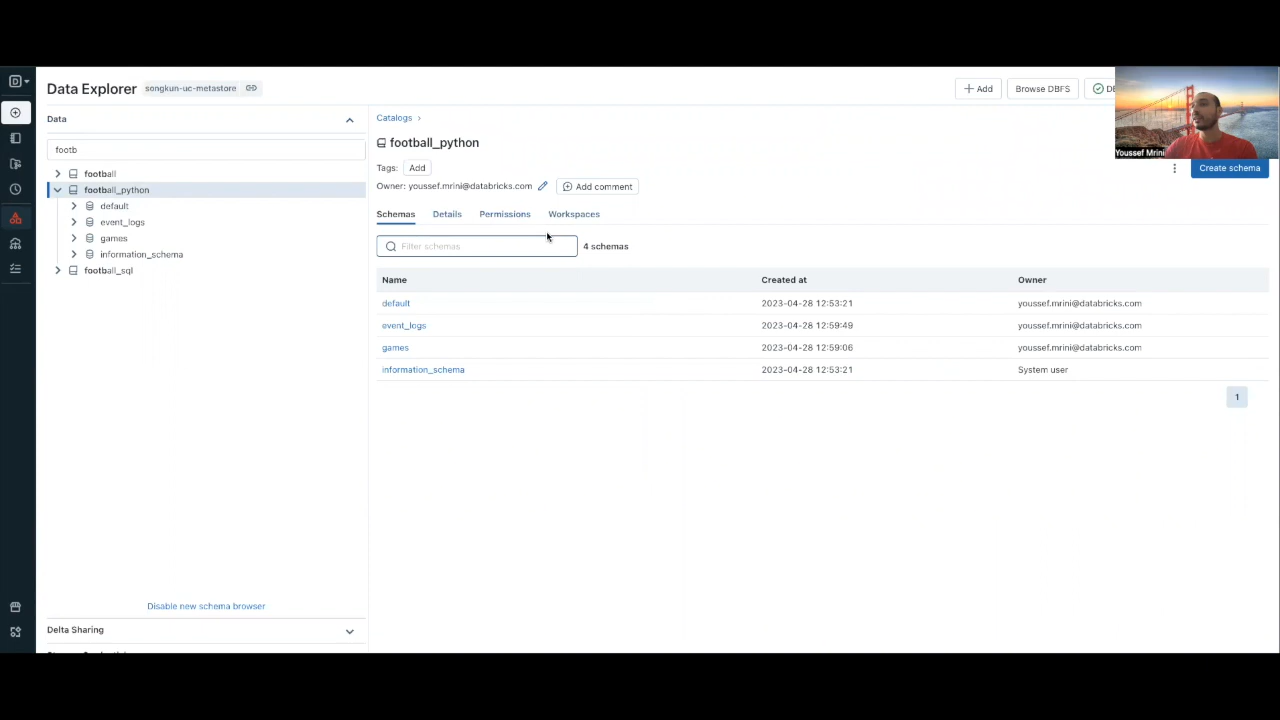 Data Explorer songkun-uc-metastore
Add
Browse DBFS
Youssef Mrini
Data
footb
football
football_python
default
event_logs
games
information_schema
football_sql
Disable new schema browser
Delta Sharing
Catalogs ›
football_python
Tags: Add
Owner: youssef.mrini@databricks.com Add comment
Create schema
Schemas Details Permissions Workspaces
Filter schemas 4 schemas
Name Created at Owner
default 2023-04-28 12:53:21 youssef.mrini@databricks.com
event_logs 2023-04-28 12:59:49 youssef.mrini@databricks.com
games 2023-04-28 12:59:06 youssef.mrini@databricks.com
information_schema 2023-04-28 12:53:21 System user
1